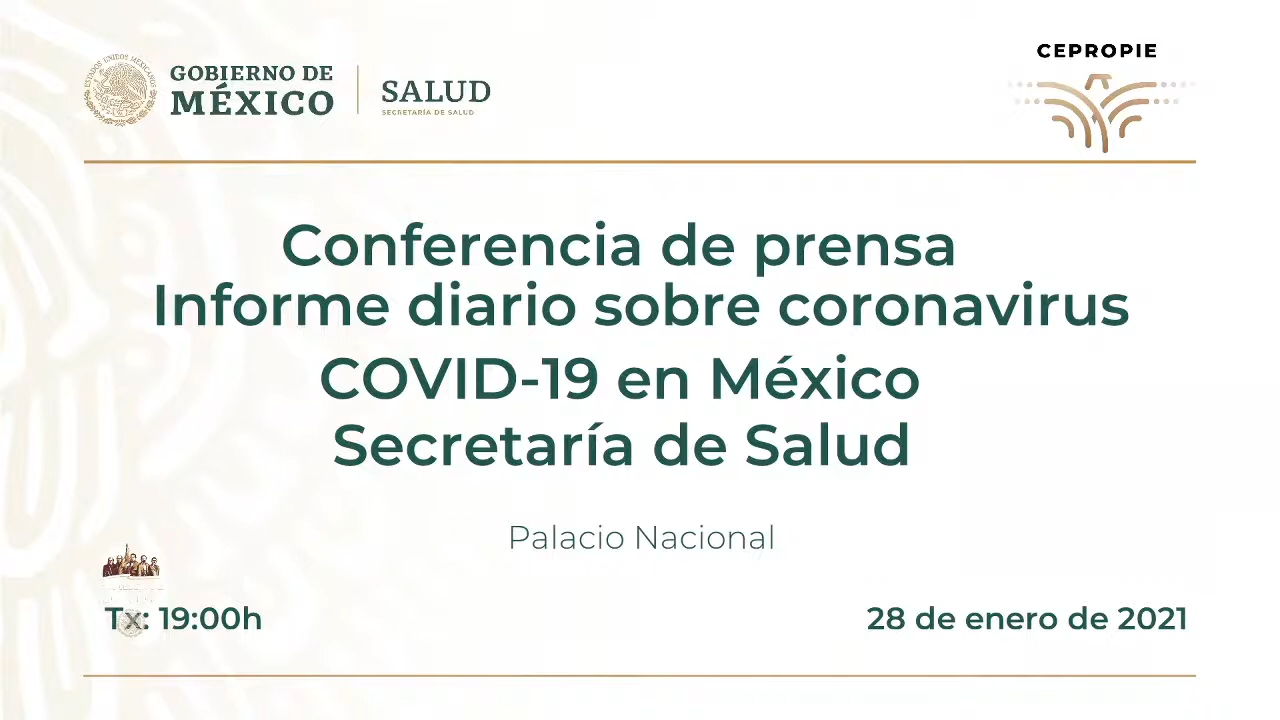 CEPROPIE
GOBIERNO DE
MÉXICO
SALUD
SECRETARÍA DE SALUD
Conferencia de prensa
Informe diario sobre coronavirus
COVID-19 en México
Secretaría de Salud
Palacio Nacional
Tx: 19:00h
28 de enero de 2021